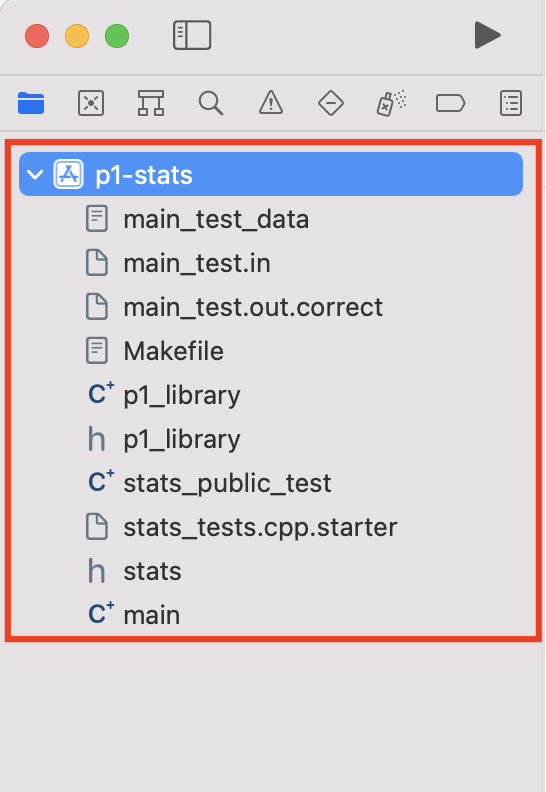 p1-stats
main_test_data
main_test.in
main_test.out.correct
Makefile
C+ p1_library
h p1_library
C+ stats_public_test
stats_tests.cpp.starter
h stats
C+ main